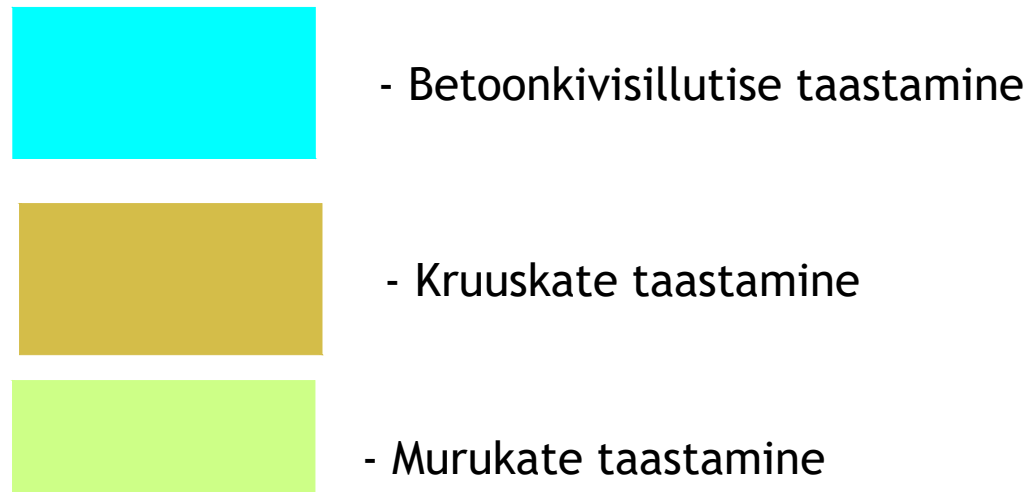 - Betoonkivisillutise taastamine
- Kruuskate taastamine
- Murukate taastamine